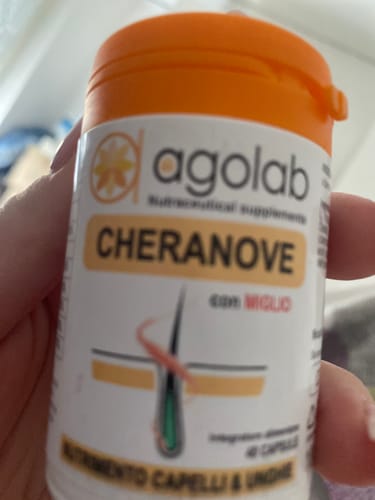 agolab
Nutraceutical supplements
CHERANOVE
con MIGLIO
Integratore alimentare
40 CAPSULE
NUTRIMENTO CAPELLI & UNGHIE